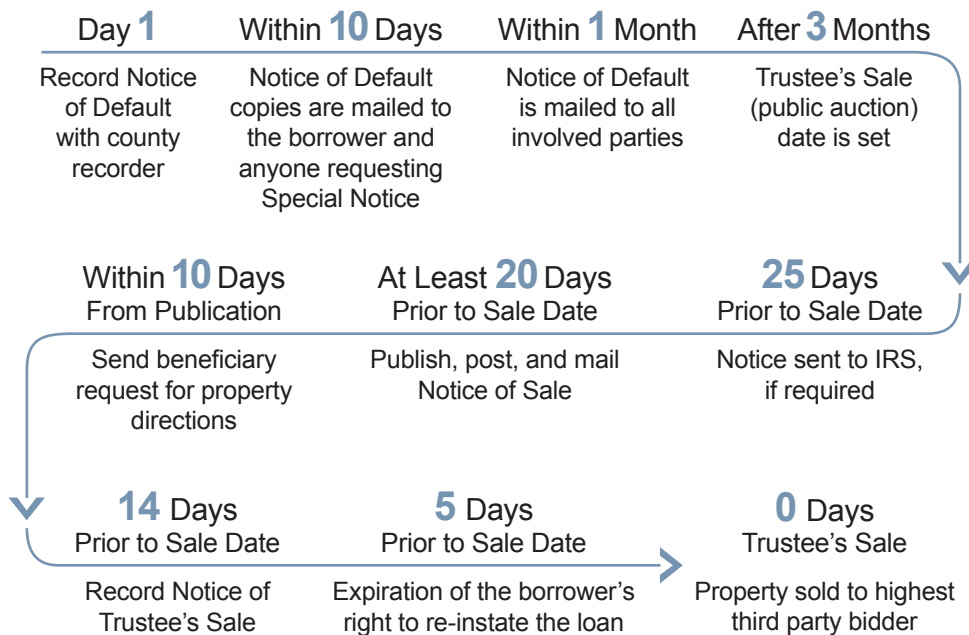 Day 1
Record Notice
of Default
with county
recorder
Within 10 Days
Notice of Default
copies are mailed to
the borrower and
anyone requesting
Special Notice
Within 1 Month
Notice of Default
is mailed to all
involved parties
After 3 Months
Trustee's Sale
(public auction)
date is set
25 Days
Prior to Sale Date
Notice sent to IRS,
if required
At Least 20 Days
Prior to Sale Date
Publish, post, and mail
Notice of Sale
Within 10 Days
From Publication
Send beneficiary
request for property
directions
14 Days
Prior to Sale Date
Record Notice of
Trustee's Sale
5 Days
Prior to Sale Date
Expiration of the borrower's
right to re-instate the loan
0 Days
Trustee's Sale
Property sold to highest
third party bidder